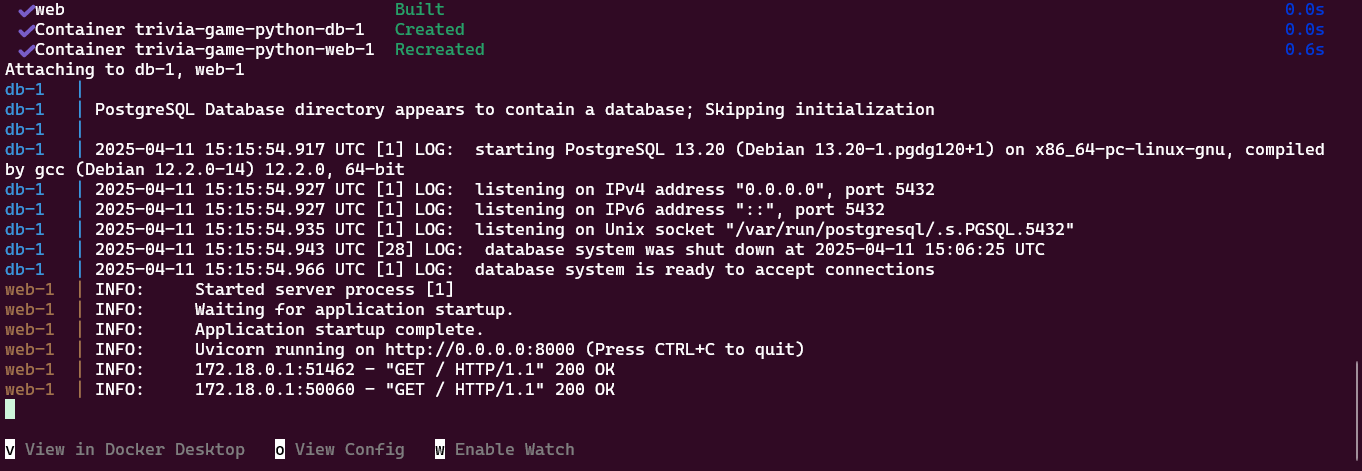 ✔web Built 0.0s
✔Container trivia-game-python-db-1 Created 0.0s
✔Container trivia-game-python-web-1 Recreated 0.6s
Attaching to db-1, web-1
db-1 |
db-1 | PostgreSQL Database directory appears to contain a database; Skipping initialization
db-1 |
db-1 | 2025-04-11 15:15:54.917 UTC [1] LOG: starting PostgreSQL 13.20 (Debian 13.20-1.pgdg120+1) on x86_64-pc-linux-gnu, compiled
by gcc (Debian 12.2.0-14) 12.2.0, 64-bit
db-1 | 2025-04-11 15:15:54.927 UTC [1] LOG: listening on IPv4 address "0.0.0.0", port 5432
db-1 | 2025-04-11 15:15:54.927 UTC [1] LOG: listening on IPv6 address "::", port 5432
db-1 | 2025-04-11 15:15:54.935 UTC [1] LOG: listening on Unix socket "/var/run/postgresql/.s.PGSQL.5432"
db-1 | 2025-04-11 15:15:54.943 UTC [28] LOG: database system was shut down at 2025-04-11 15:06:25 UTC
db-1 | 2025-04-11 15:15:54.966 UTC [1] LOG: database system is ready to accept connections
web-1 | INFO: Started server process [1]
web-1 | INFO: Waiting for application startup.
web-1 | INFO: Application startup complete.
web-1 | INFO: Uvicorn running on http://0.0.0.0:8000 (Press CTRL+C to quit)
web-1 | INFO: 172.18.0.1:51462 - "GET / HTTP/1.1" 200 OK
web-1 | INFO: 172.18.0.1:50060 - "GET / HTTP/1.1" 200 OK
v View in Docker Desktop o View Config w Enable Watch